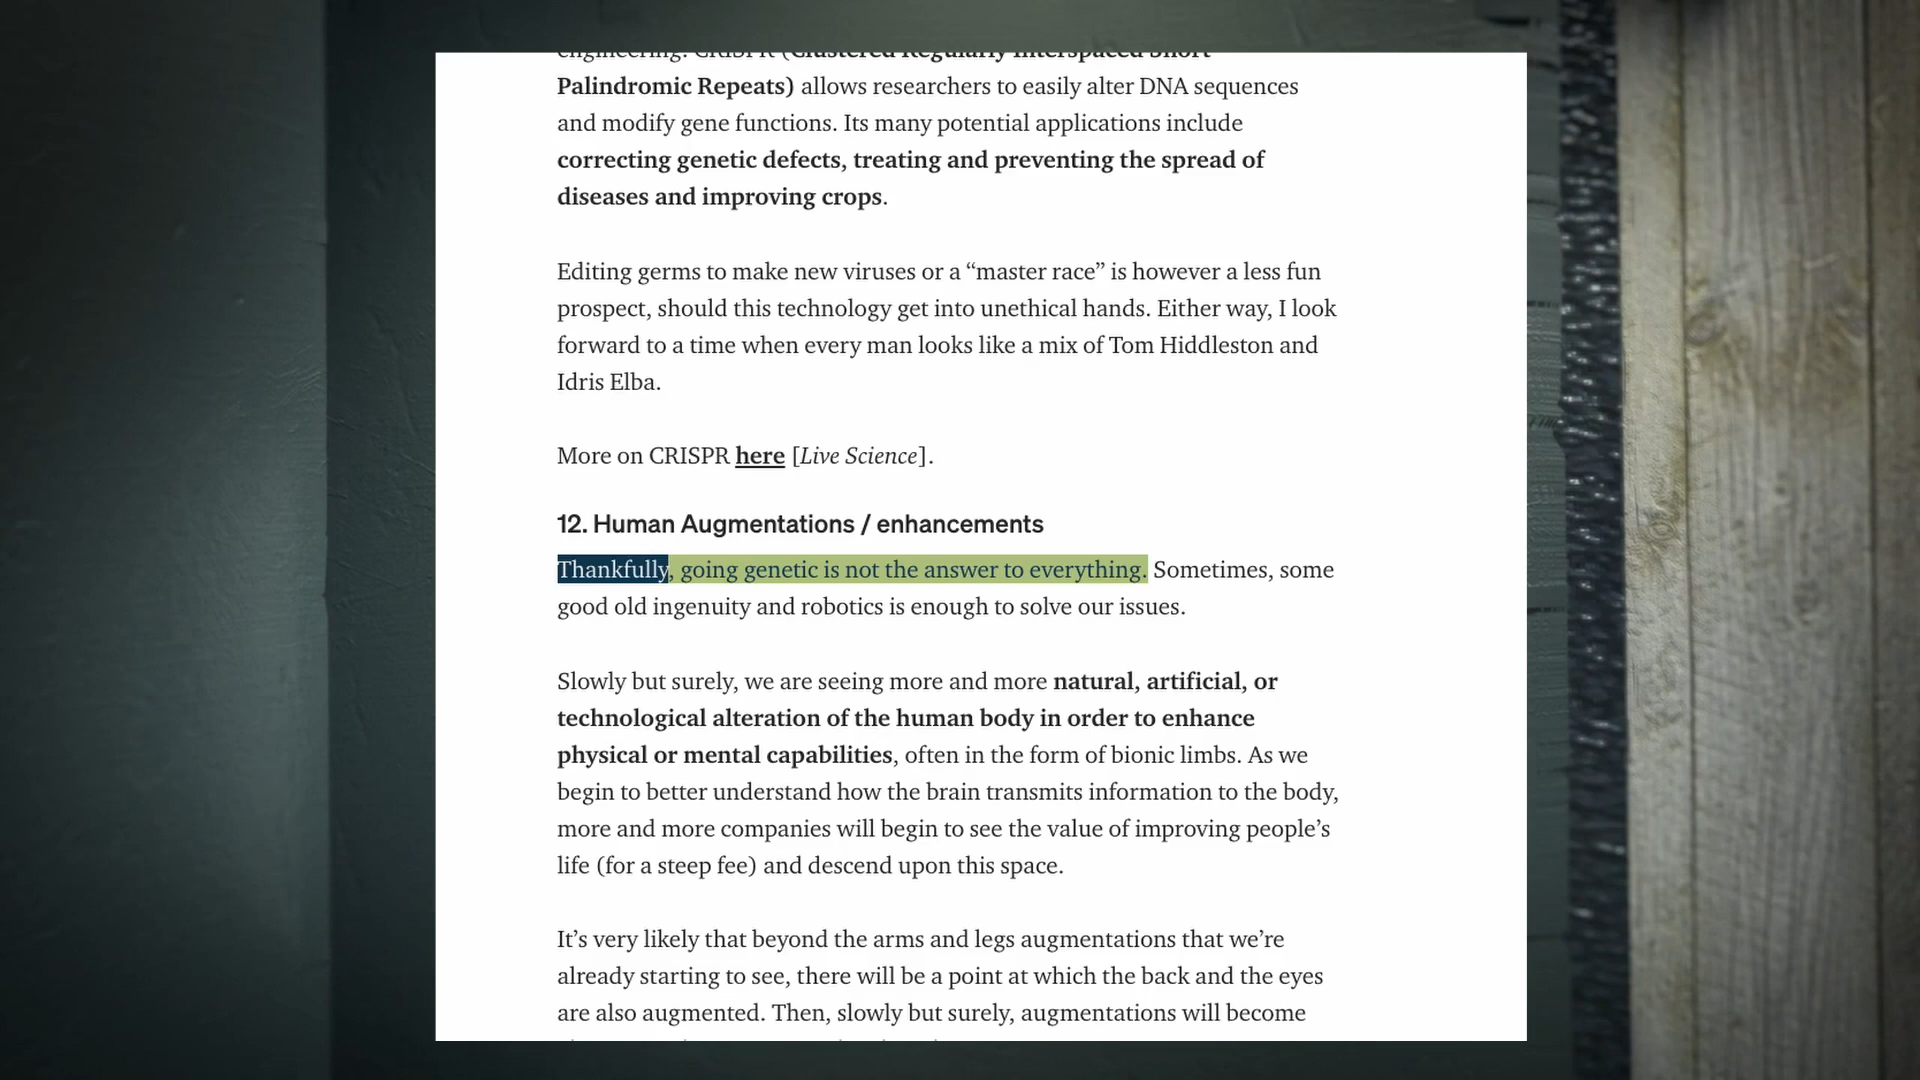 engineering. CRISPR (Clustered Regularly Interspaced Short
Palindromic Repeats) allows researchers to easily alter DNA sequences
and modify gene functions. Its many potential applications include
correcting genetic defects, treating and preventing the spread of
diseases and improving crops.
Editing germs to make new viruses or a “master race” is however a less fun
prospect, should this technology get into unethical hands. Either way, I look
forward to a time when every man looks like a mix of Tom Hiddleston and
Idris Elba.
More on CRISPR here [Live Science].
12. Human Augmentations / enhancements
Thankfully, going genetic is not the answer to everything. Sometimes, some
good old ingenuity and robotics is enough to solve our issues.
Slowly but surely, we are seeing more and more natural, artificial, or
technological alteration of the human body in order to enhance
physical or mental capabilities, often in the form of bionic limbs. As we
begin to better understand how the brain transmits information to the body,
more and more companies will begin to see the value of improving people’s
life (for a steep fee) and descend upon this space.
It’s very likely that beyond the arms and legs augmentations that we’re
already starting to see, there will be a point at which the back and the eyes
are also augmented. Then, slowly but surely, augmentations will become